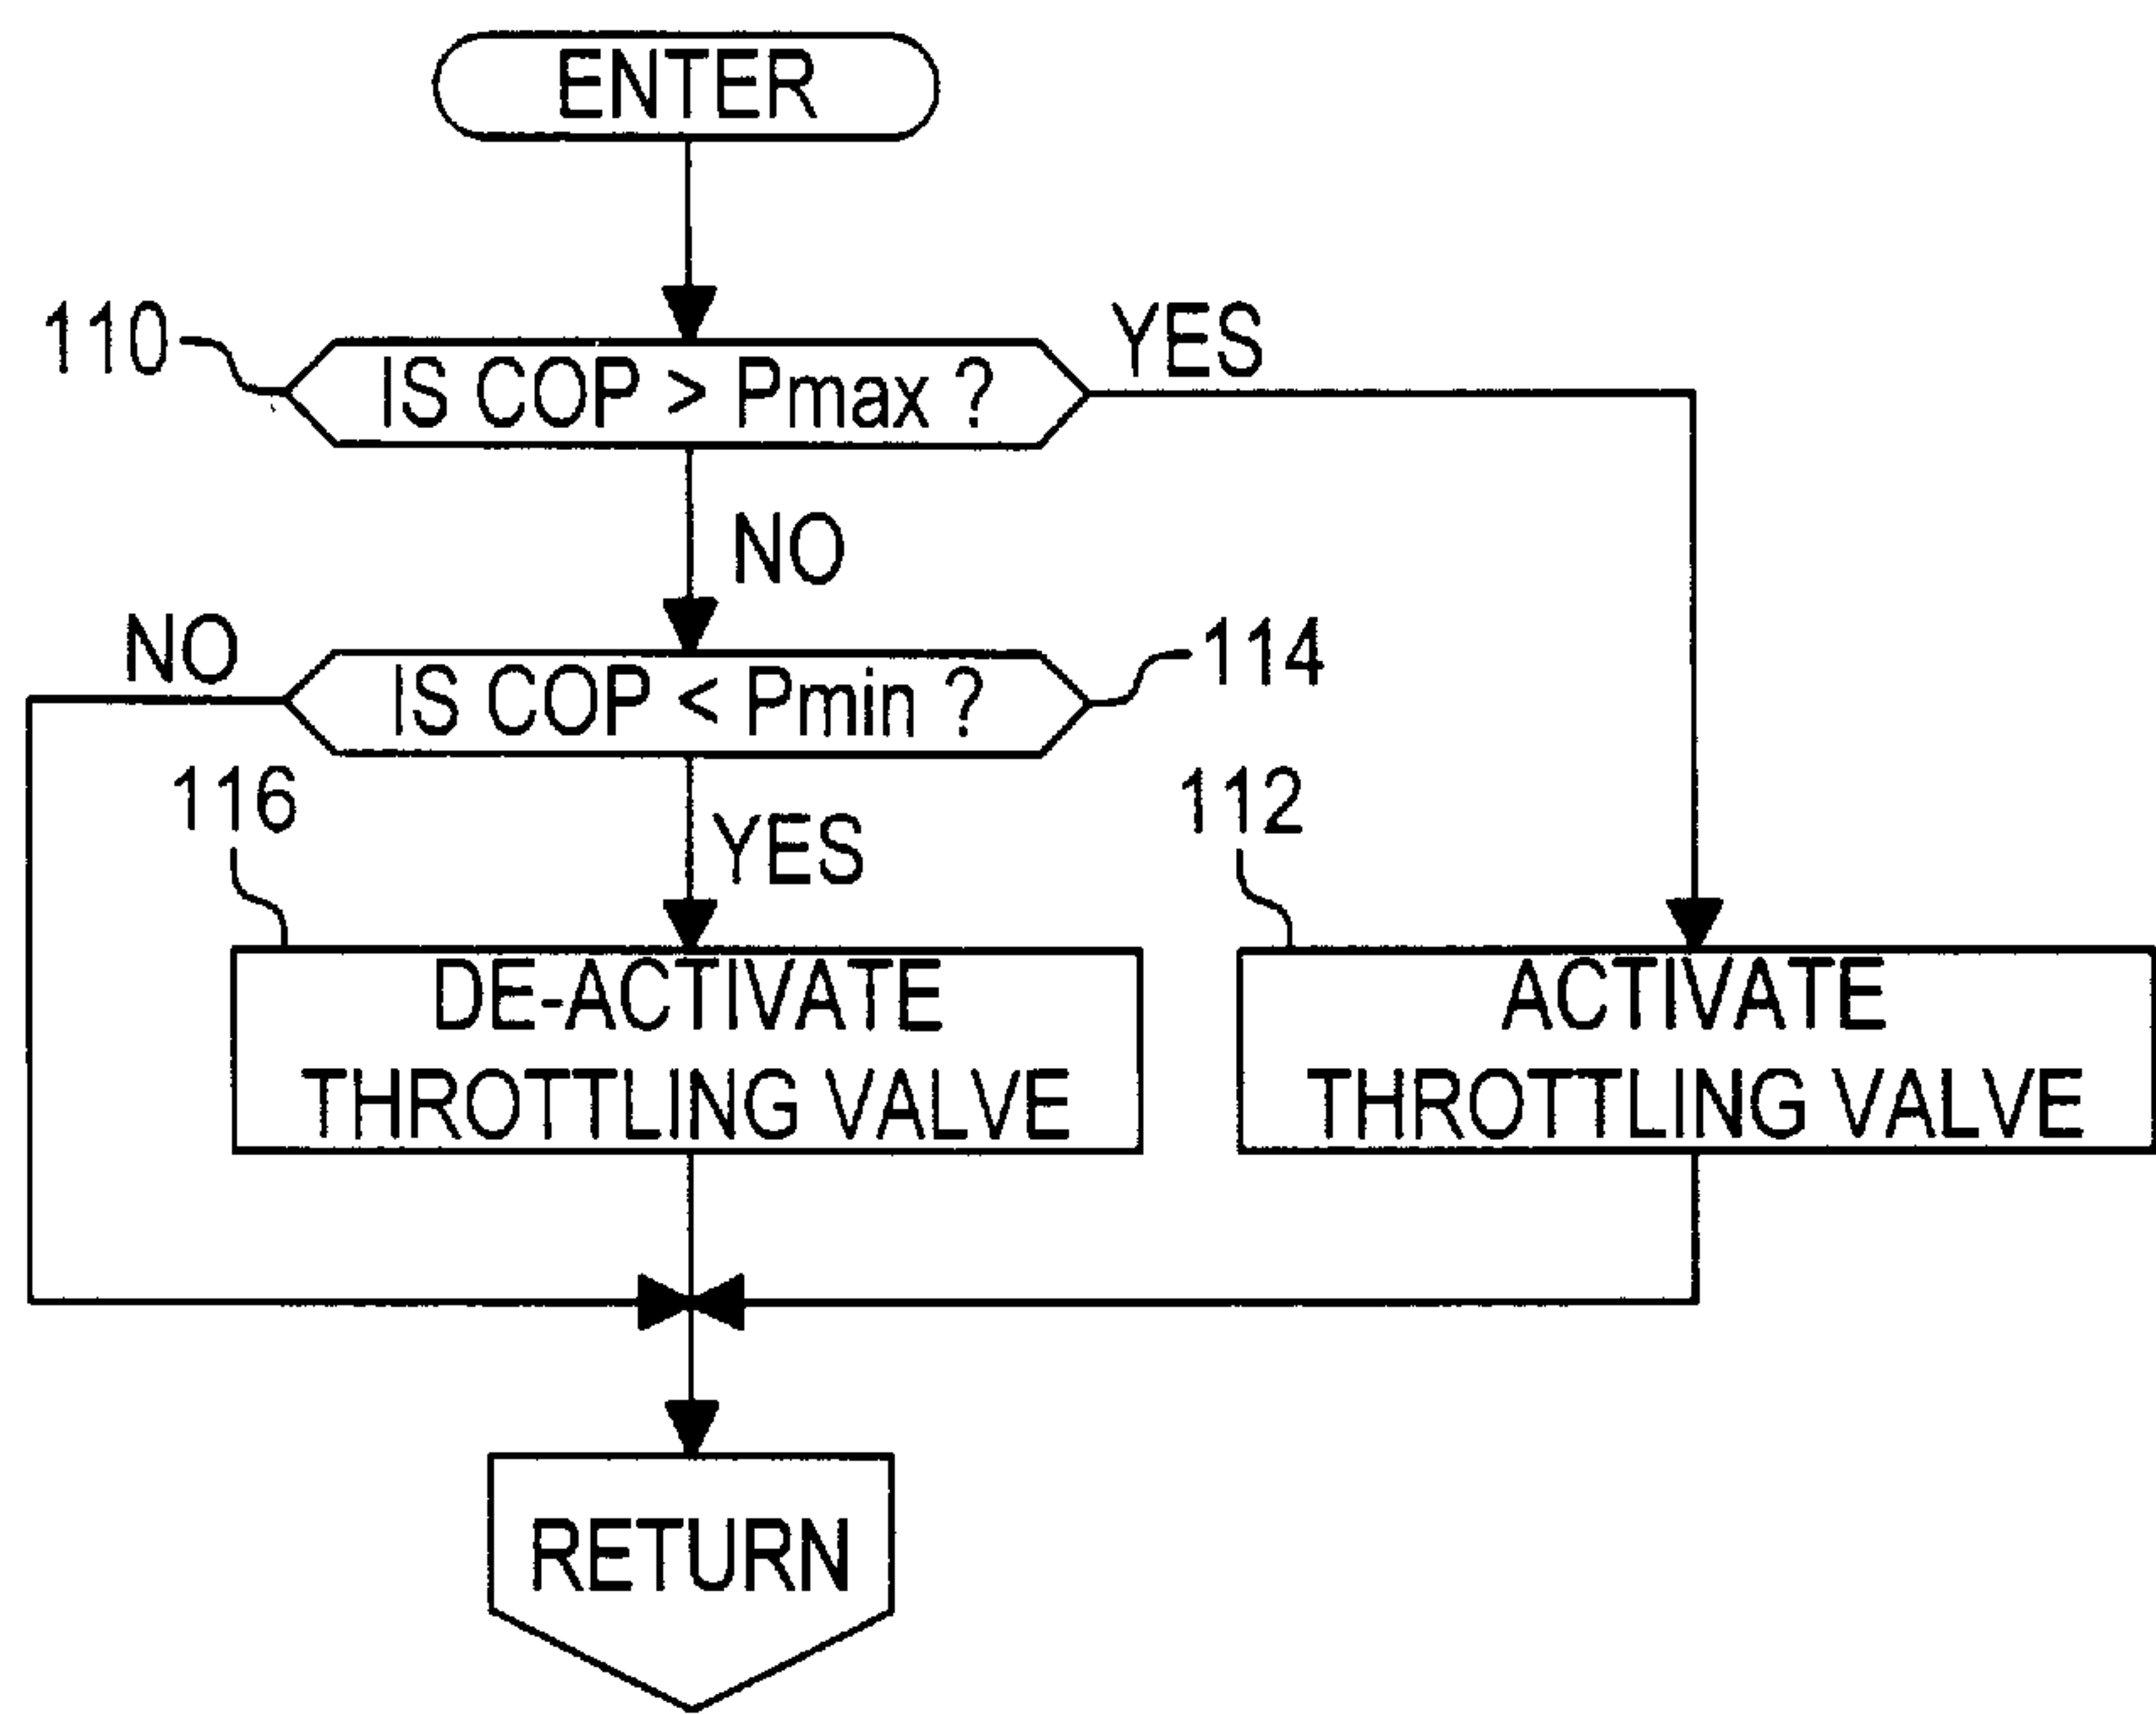 ENTER
110
IS COP > Pmax ?
YES
NO
NO
IS COP < Pmin ?
114
116
YES
112
DE-ACTIVATE
THROTTLING VALVE
ACTIVATE
THROTTLING VALVE
RETURN